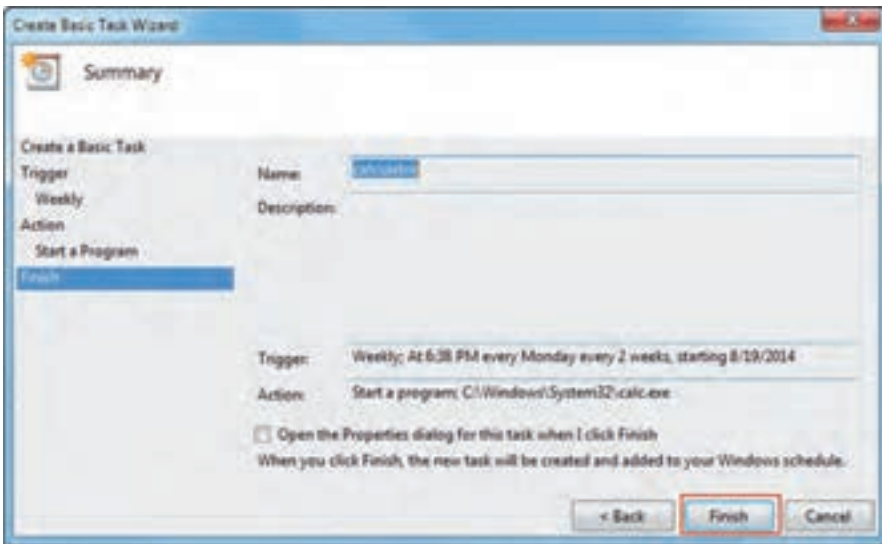 Create Basic Task Wizard
Summary
Create a Basic Task
Trigger
Weekly
Action
Start a Program
Finish
Name:
Description:
Trigger: Weekly; At 6:38 PM every Monday every 2 weeks, starting 8/19/2014
Action: Start a program; C:\Windows\System32\calc.exe
Open the Properties dialog for this task when I click Finish
When you click Finish, the new task will be created and added to your Windows schedule.
< Back
Finish
Cancel